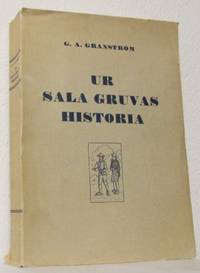 G. A. GRANSTRÖM
UR
SALA GRUVAS
HISTORIA